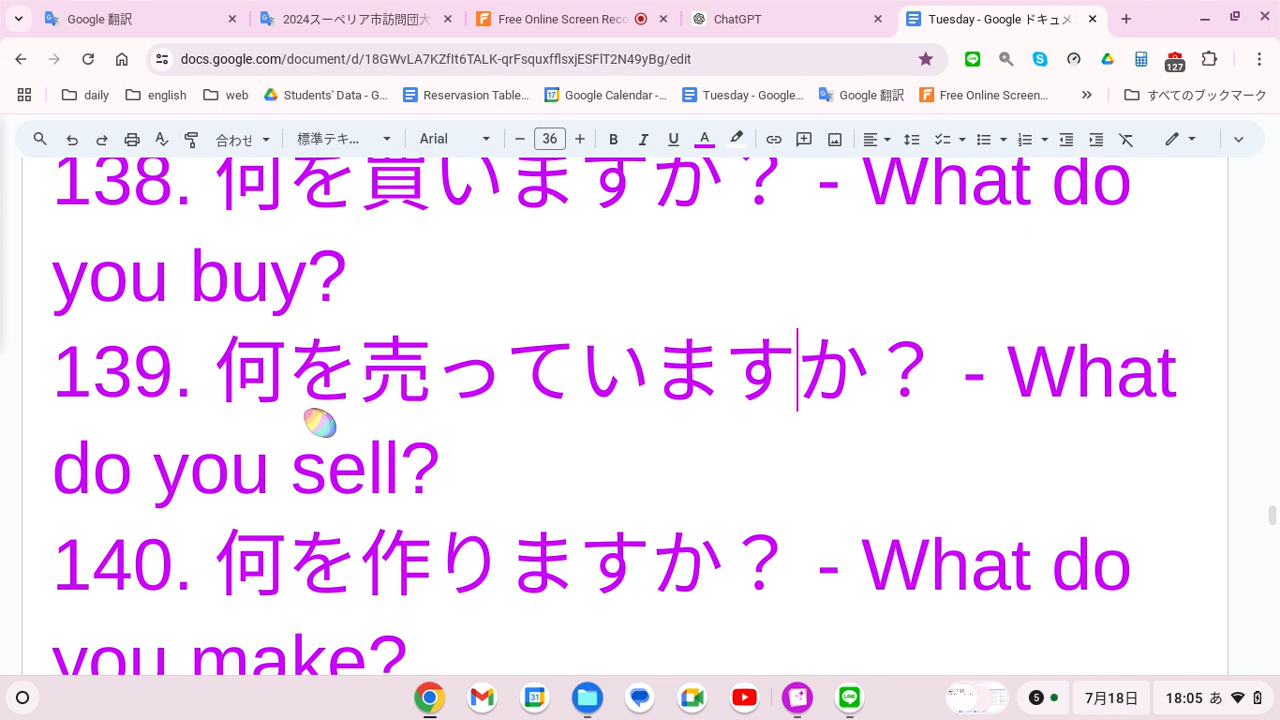 Google 翻訳
2024スーペリア市訪問団大
Free Online Screen Reco
ChatGPT
Tuesday - Google ドキュメ
docs.google.com/document/d/18GWvLA7KZfIt6TALK-qrFsquxfflsxjESFlT2N49yBg/edit
127
daily
english
web
Students' Data - G...
Reservasion Table...
Google Calendar -...
Tuesday - Google...
Google 翻訳
Free Online Screen...
すべてのブックマーク
合わせ
標準テキ...
Arial
36
138. 何を買いますか？ - What do
you buy?
139. 何を売っていますか？ - What
do you sell?
140. 何を作りますか？ - What do
you make?
5
7月18日
18:05 あ